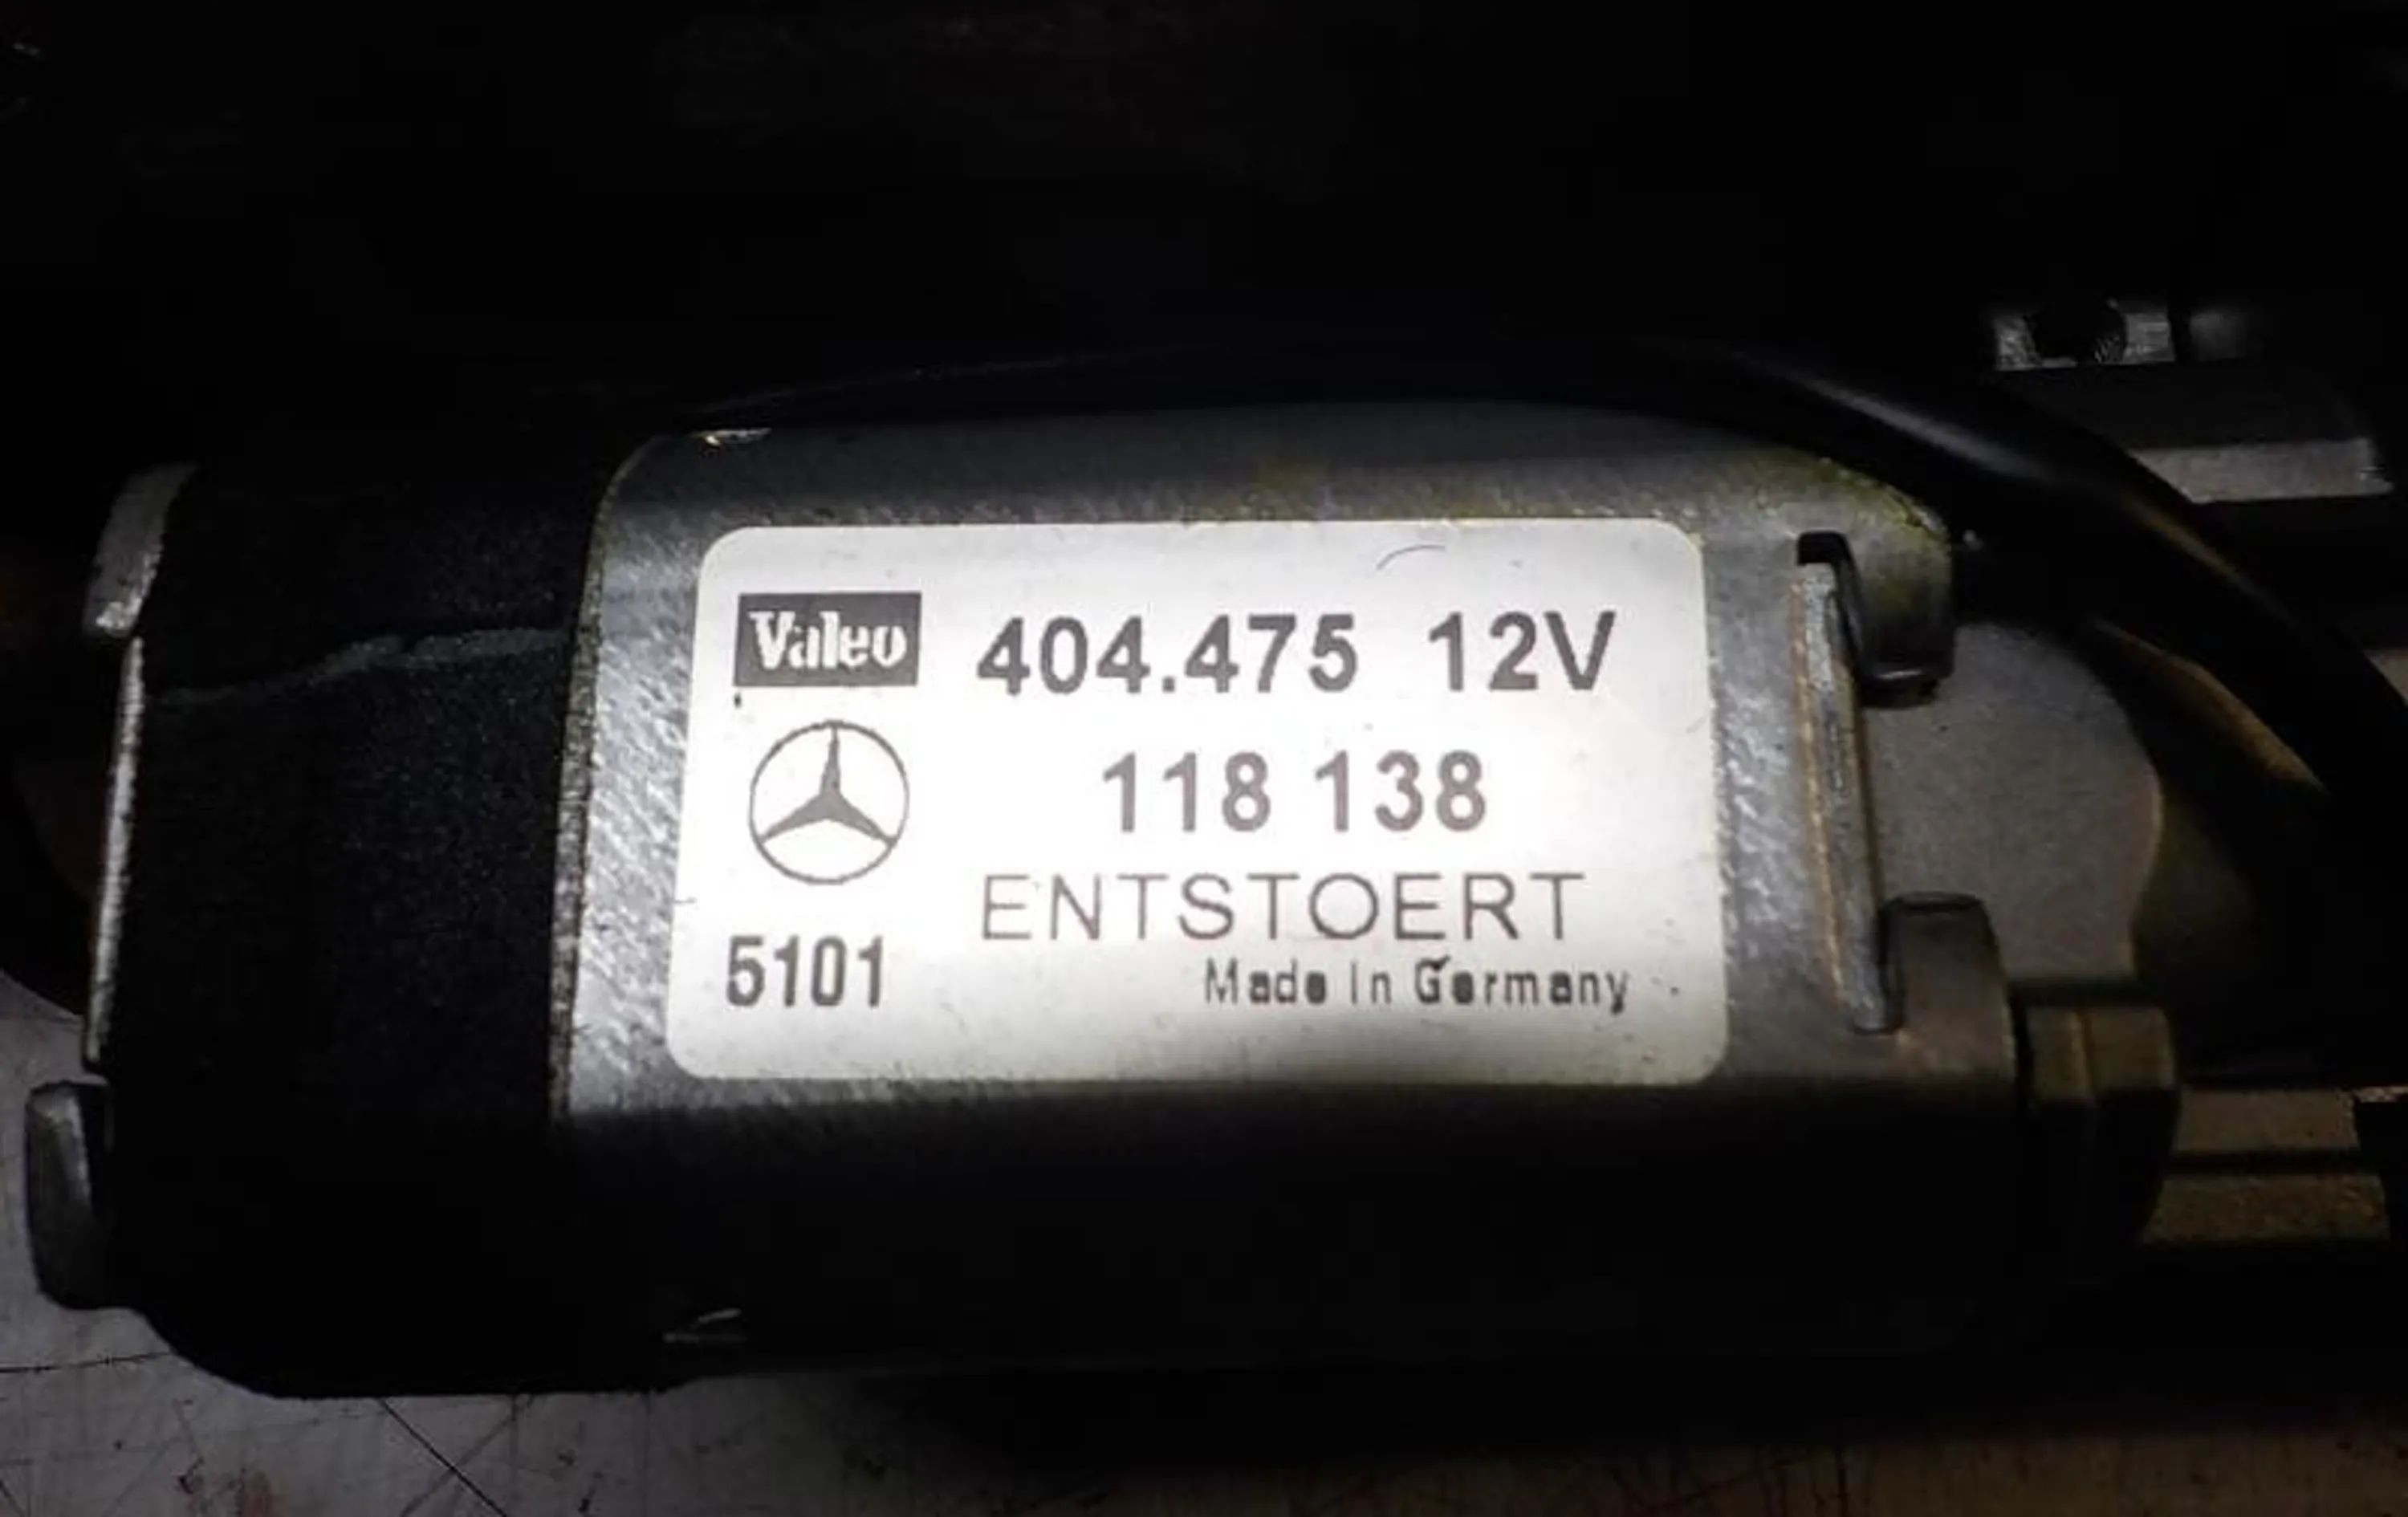 Valeo 404.475 12V
118 138
ENTSTOERT
5101 Made In Germany